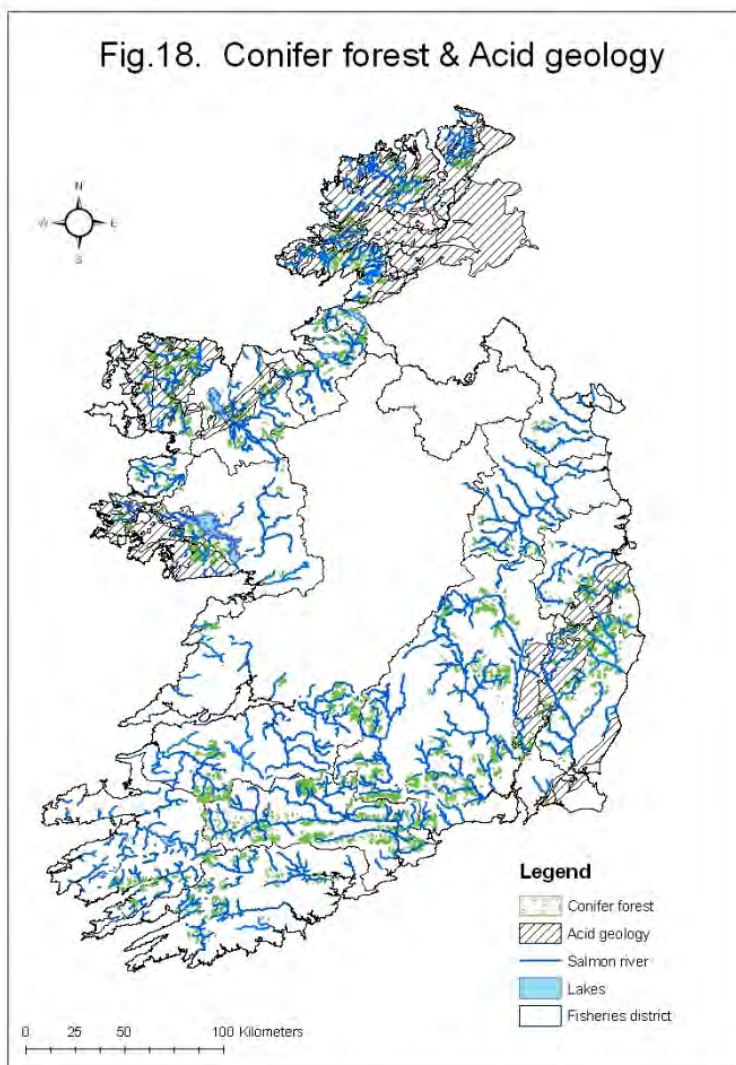 Fig.18. Conifer forest & Acid geology
N
W E
S
Legend
Conifer forest
Acid geology
Salmon river
Lakes
Fisheries district
0 25 50 100 Kilometers